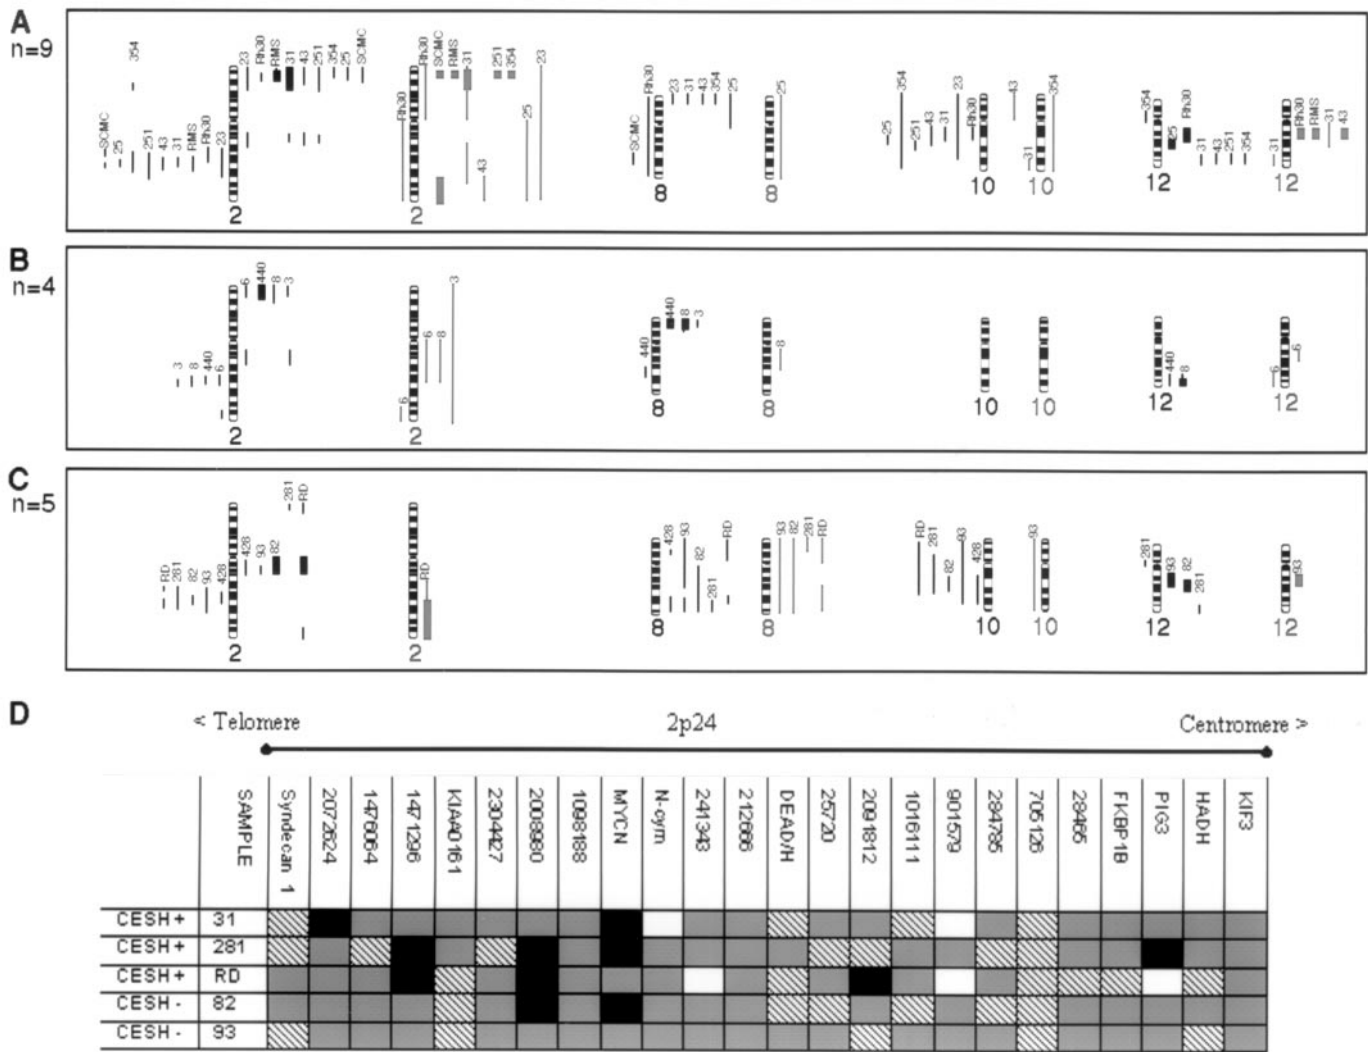 A
n=9
354 23 Rh30 RMS 31 43 251 354 25 SCMC
SCMC 25 251 43 31 RMS Rh30 23
2
Rh30 SCMC RMS 31 251 354 23
Rh30 25 43
2
SCMC Rh30 23 31 43 354 25
8
25
8
354 23 25 251 43 31 Rh30
10
43 354 31
10
354 Rh30 25 31 43 251 354
12
Rh30 RMS 31 43 31
12
B
n=4
6 440 8 3
3 8 440 6
2
6 8 3 6
2
440 440 8 3
8
8
8
10
10
440 8
12
6 6
12
C
n=5
281 RD
RD 281 82 93 428 428 93 82
2
RD
2
428 93 82 281 RD
8
93 82 281 RD
8
RD 281 82 93 428
10
93
10
281 93 82 281
12
93
12
D
< Telomere 2p24 Centromere >
SAMPLE Syndecan 1 2072624 1476064 1471296 KIAA0161 2304427 2008980 1098188 MYCN N-cym 241343 212666 DEAD/H 25720 2091812 1016111 901579 284785 705126 28465 FKBP1B PIG3 HADH KIF3
CESH + 31
CESH + 281
CESH + RD
CESH - 82
CESH - 93